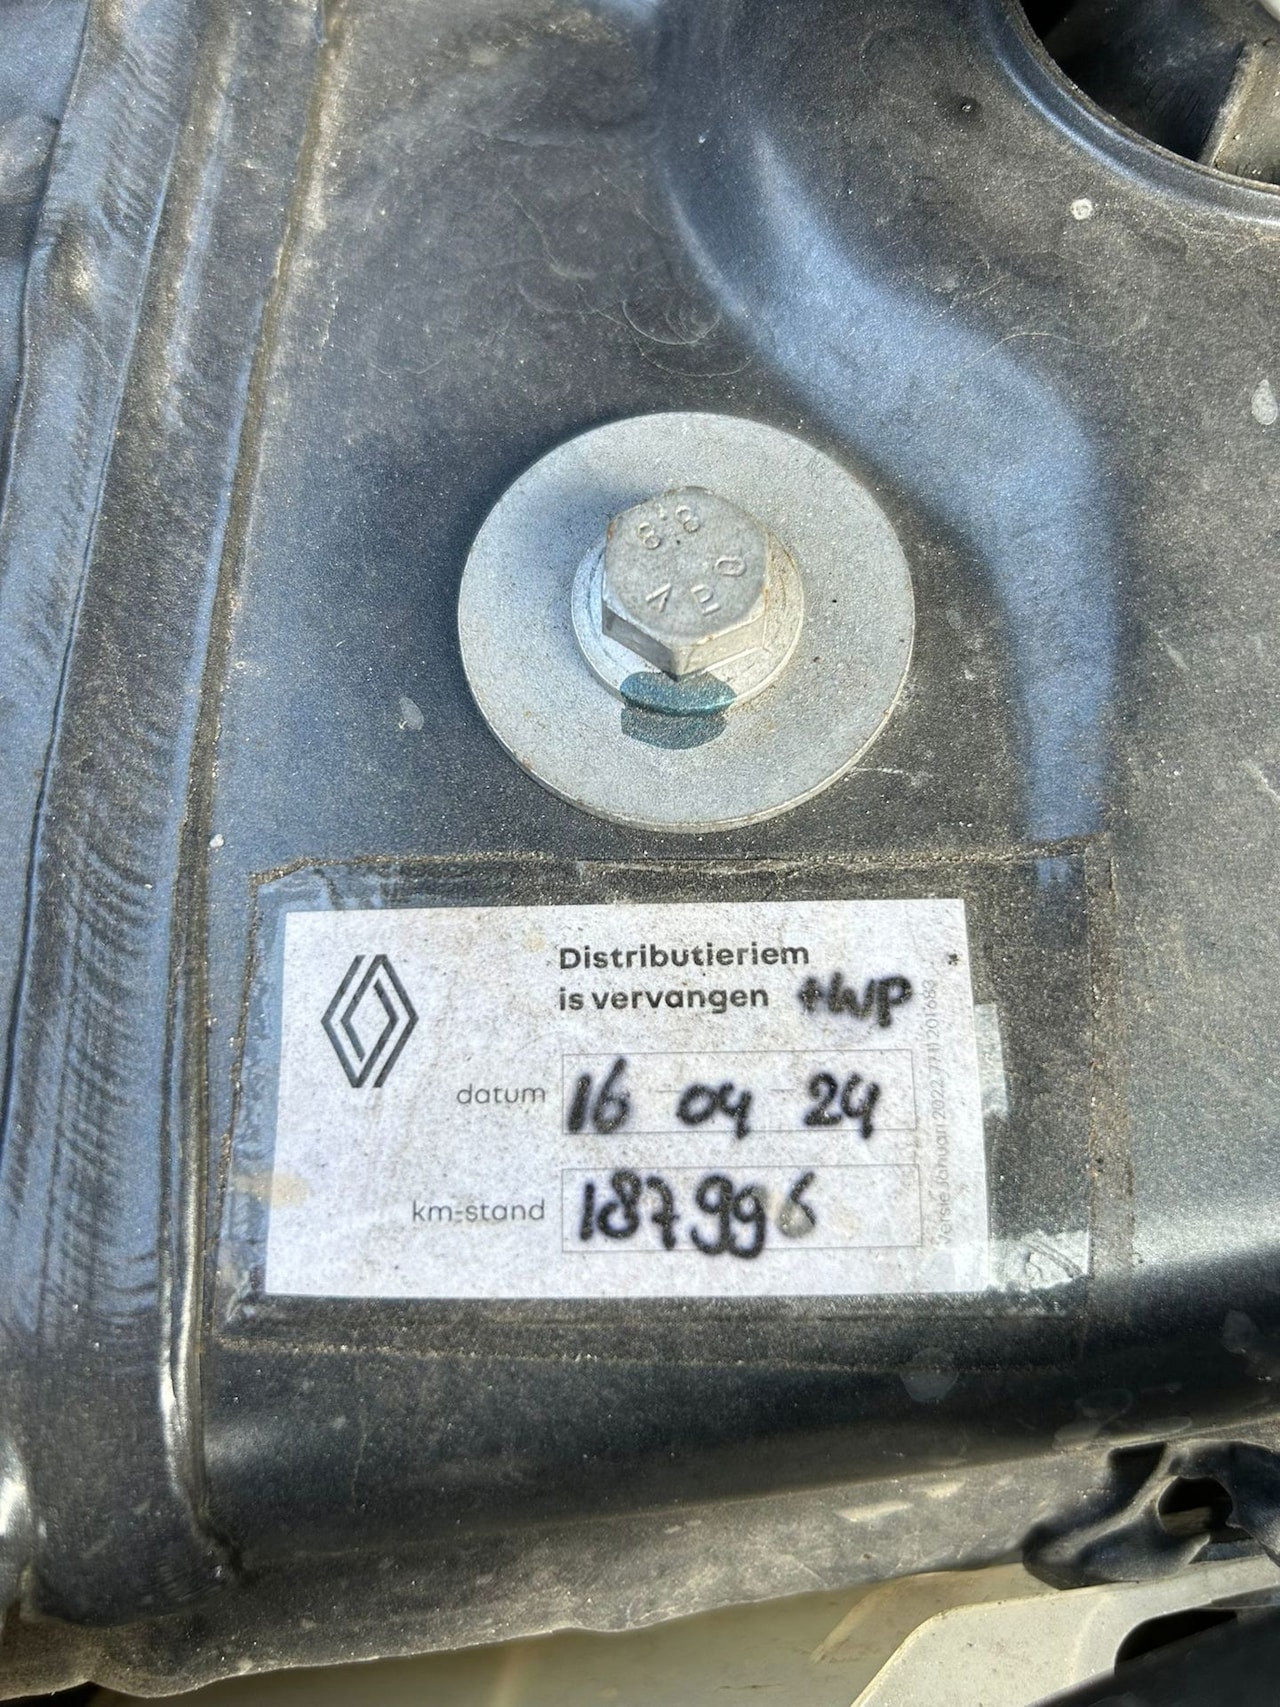 8.8
Distributieriem
is vervangen +WP
datum 16 - 04 - 24
km-stand 187996
*